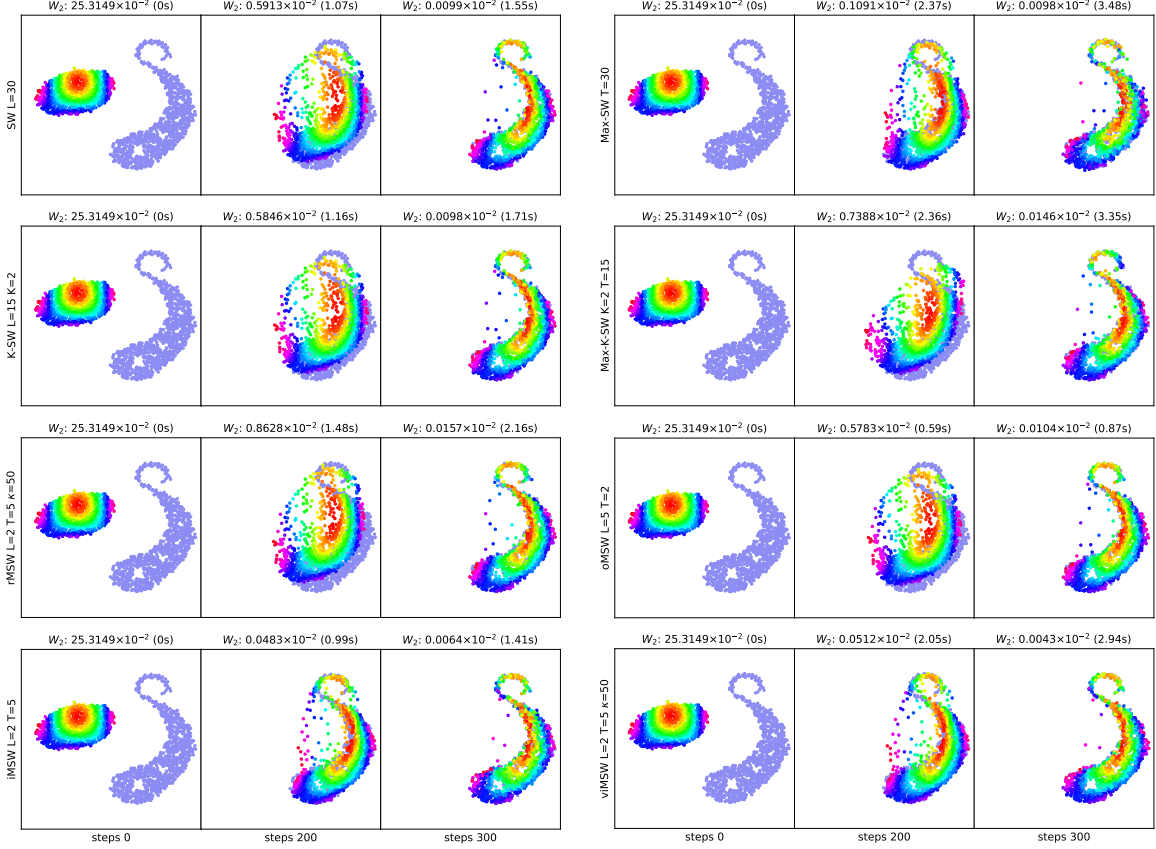 W₂: 25.3149×10⁻² (0s) W₂: 0.5913×10⁻² (1.07s) W₂: 0.0099×10⁻² (1.55s)
SW L=30
W₂: 25.3149×10⁻² (0s) W₂: 0.1091×10⁻² (2.37s) W₂: 0.0098×10⁻² (3.48s)
Max-SW T=30
W₂: 25.3149×10⁻² (0s) W₂: 0.5846×10⁻² (1.16s) W₂: 0.0098×10⁻² (1.71s)
K-SW L=15 K=2
W₂: 25.3149×10⁻² (0s) W₂: 0.7388×10⁻² (2.36s) W₂: 0.0146×10⁻² (3.35s)
Max-K-SW K=2 T=15
W₂: 25.3149×10⁻² (0s) W₂: 0.8628×10⁻² (1.48s) W₂: 0.0157×10⁻² (2.16s)
rMSW L=2 T=5 κ=50
W₂: 25.3149×10⁻² (0s) W₂: 0.5783×10⁻² (0.59s) W₂: 0.0104×10⁻² (0.87s)
oMSW L=5 T=2
W₂: 25.3149×10⁻² (0s) W₂: 0.0483×10⁻² (0.99s) W₂: 0.0064×10⁻² (1.41s)
iMSW L=2 T=5
W₂: 25.3149×10⁻² (0s) W₂: 0.0512×10⁻² (2.05s) W₂: 0.0043×10⁻² (2.94s)
viMSW L=2 T=5 κ=50
steps 0 steps 200 steps 300
steps 0 steps 200 steps 300